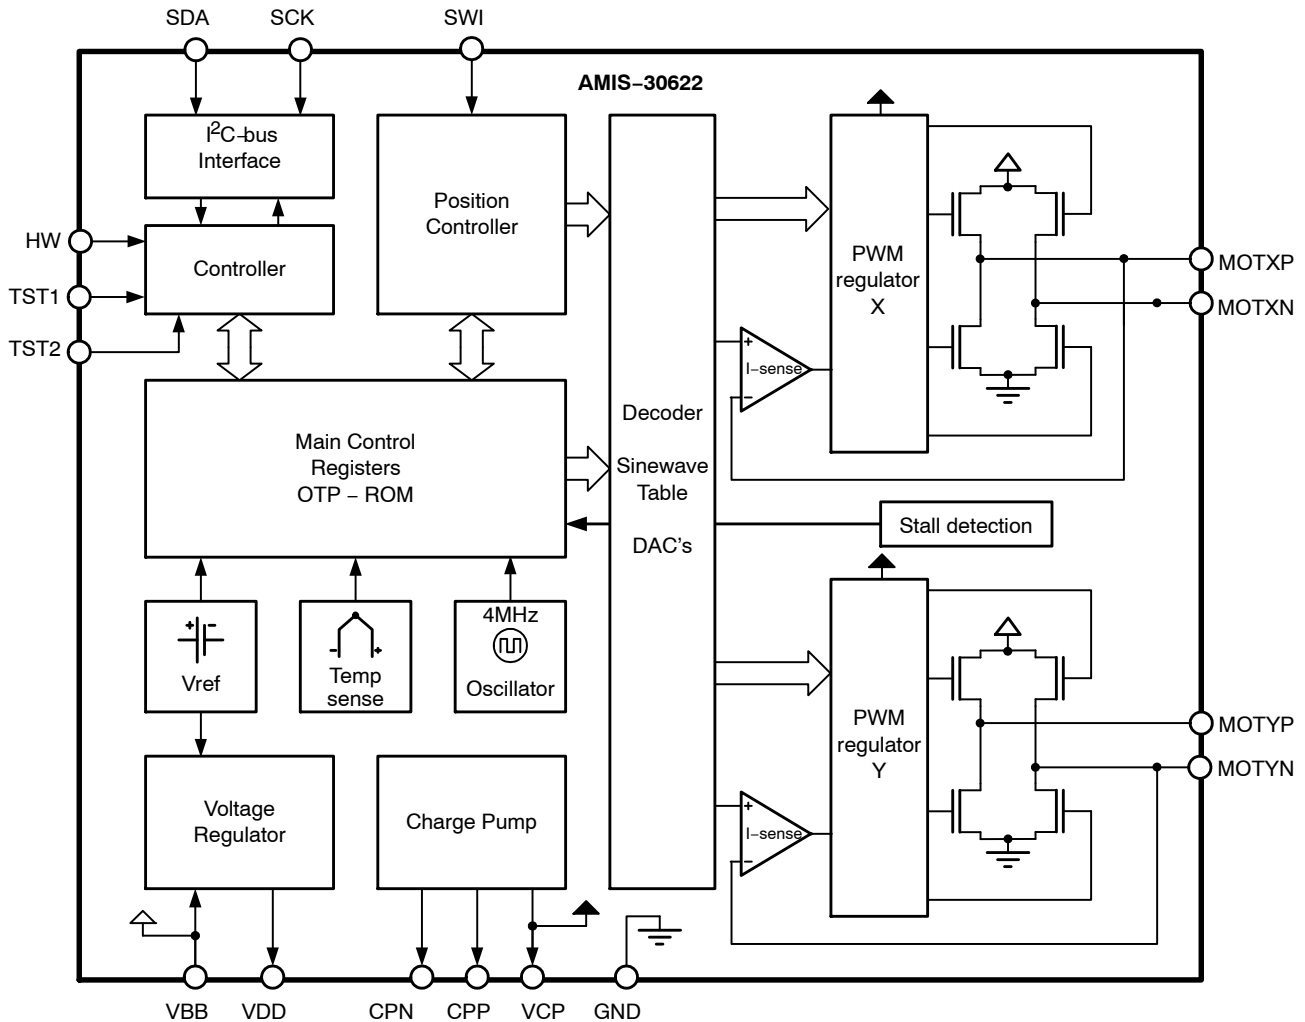 SDA
SCK
SWI
AMIS–30622
I2C–bus
Interface
Position
Controller
HW
Controller
TST1
TST2
PWM
regulator
X
MOTXP
MOTXN
+
I–sense
–
Main Control
Registers
OTP – ROM
Decoder
Sinewave
Table
DAC's
Stall detection
+ –
Vref
– +
Temp
sense
4MHz
Oscillator
PWM
regulator
Y
MOTYP
MOTYN
Voltage
Regulator
Charge Pump
+
I–sense
–
VBB
VDD
CPN
CPP
VCP
GND